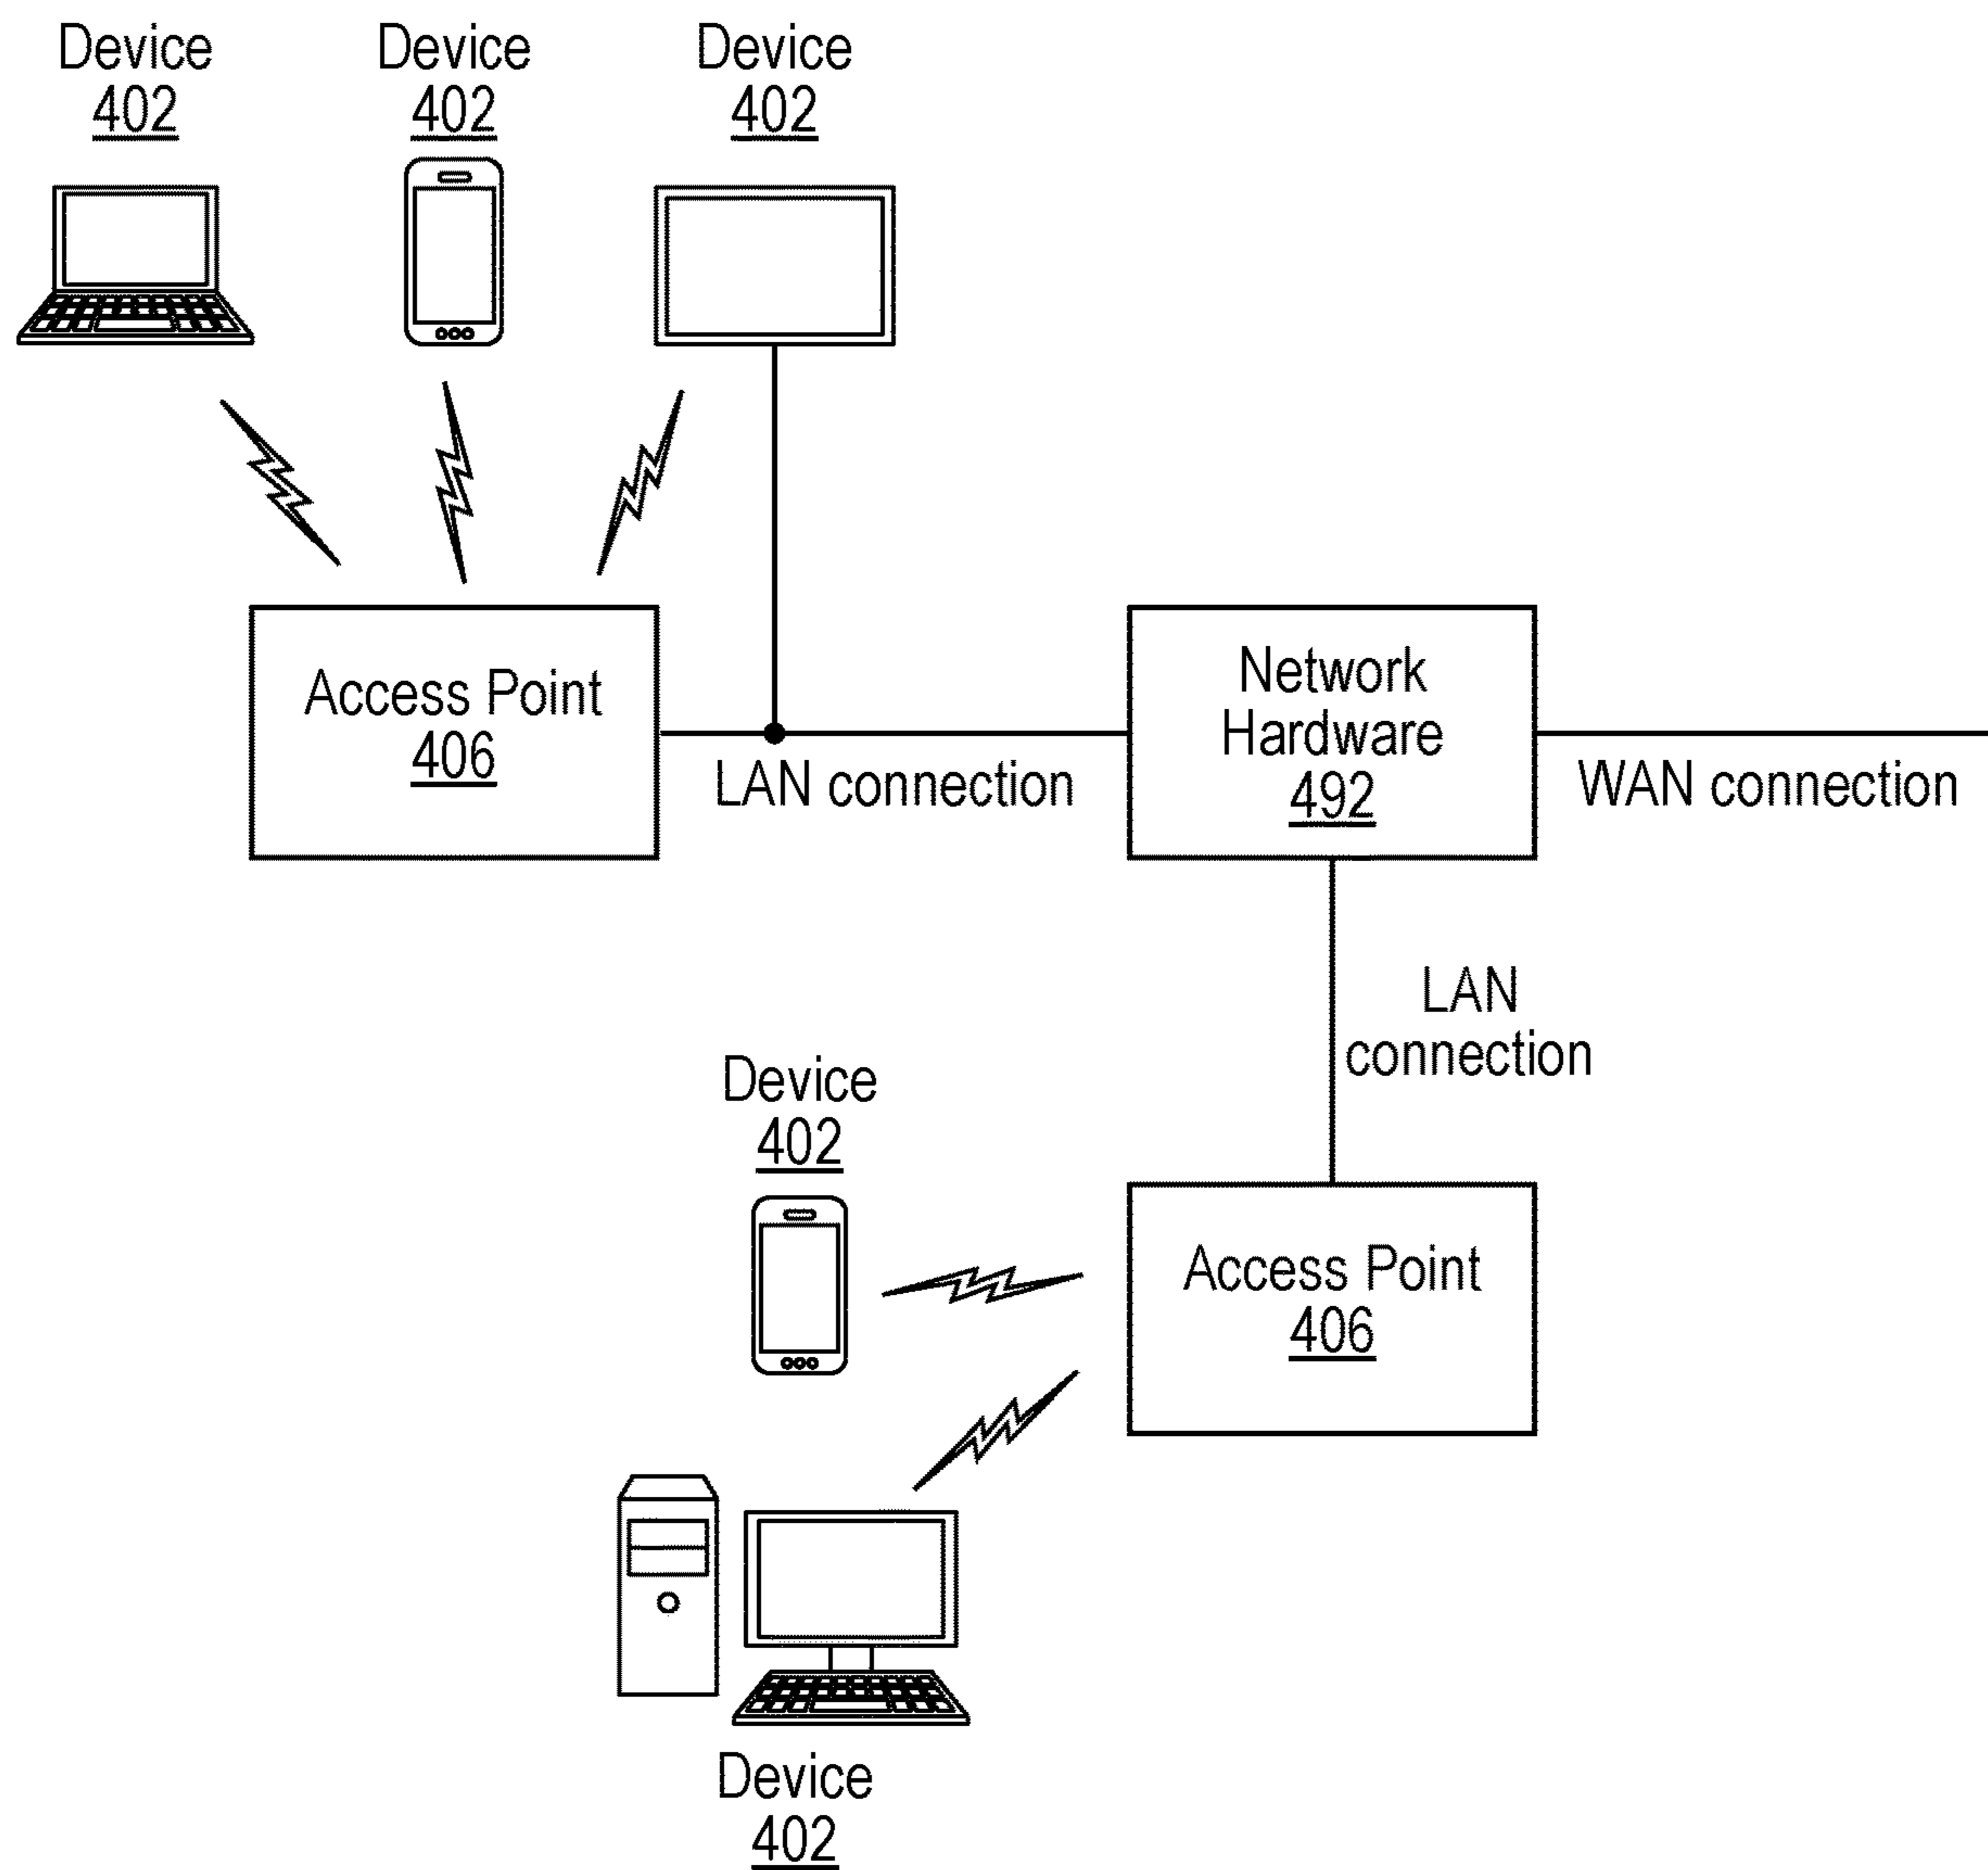 Device
402
Device
402
Device
402
Access Point
406
LAN connection
Network
Hardware
492
WAN connection
LAN
connection
Device
402
Access Point
406
Device
402